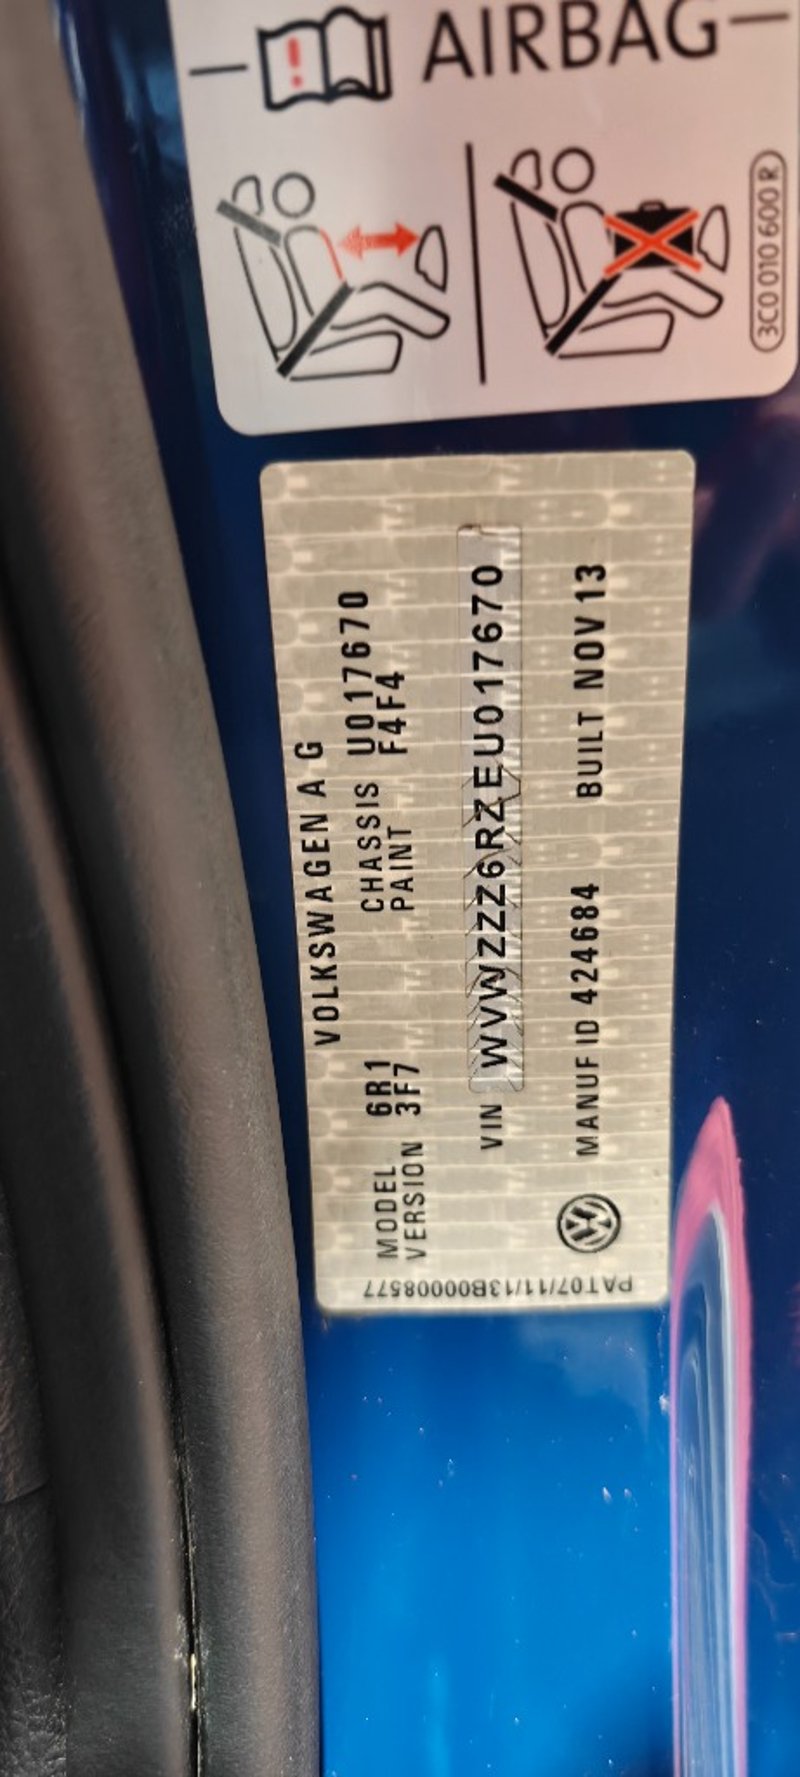 AIRBAG
3C0 010 600 R
VOLKSWAGEN A G
MODEL 6R1 CHASSIS U017670
VERSION 3F7 PAINT F4F4
VIN WVWZZZ6RZEU017670
MANUF ID 424684 BUILT NOV 13
PAT07/11/13B00008577